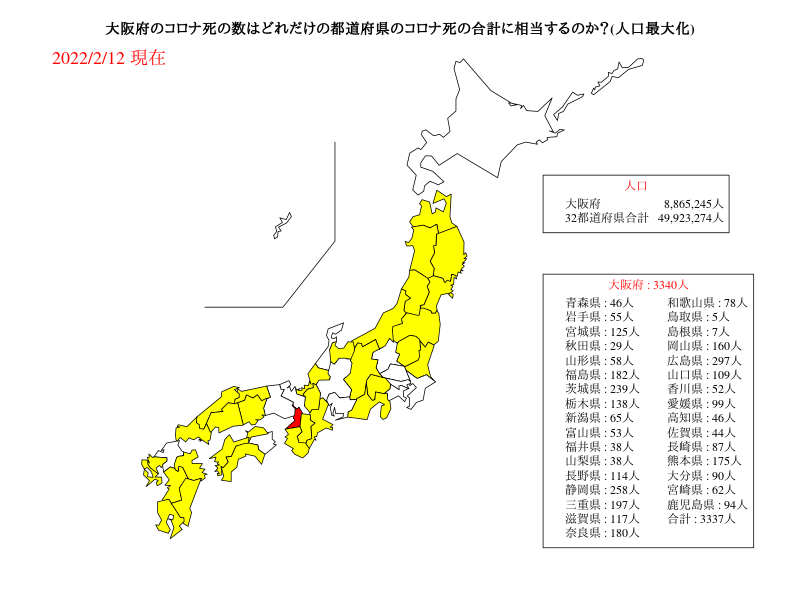 大阪府のコロナ死の数はどれだけの都道府県のコロナ死の合計に相当するのか?(人口最大化)
2022/2/12 現在
人口
大阪府 8,865,245人
32都道府県合計 49,923,274人
大阪府 : 3340人
青森県 : 46人
岩手県 : 55人
宮城県 : 125人
秋田県 : 29人
山形県 : 58人
福島県 : 182人
茨城県 : 239人
栃木県 : 138人
新潟県 : 65人
富山県 : 53人
福井県 : 38人
山梨県 : 38人
長野県 : 114人
静岡県 : 258人
三重県 : 197人
滋賀県 : 117人
奈良県 : 180人
和歌山県 : 78人
鳥取県 : 5人
島根県 : 7人
岡山県 : 160人
広島県 : 297人
山口県 : 109人
香川県 : 52人
愛媛県 : 99人
高知県 : 46人
佐賀県 : 44人
長崎県 : 87人
熊本県 : 175人
大分県 : 90人
宮崎県 : 62人
鹿児島県 : 94人
合計 : 3337人